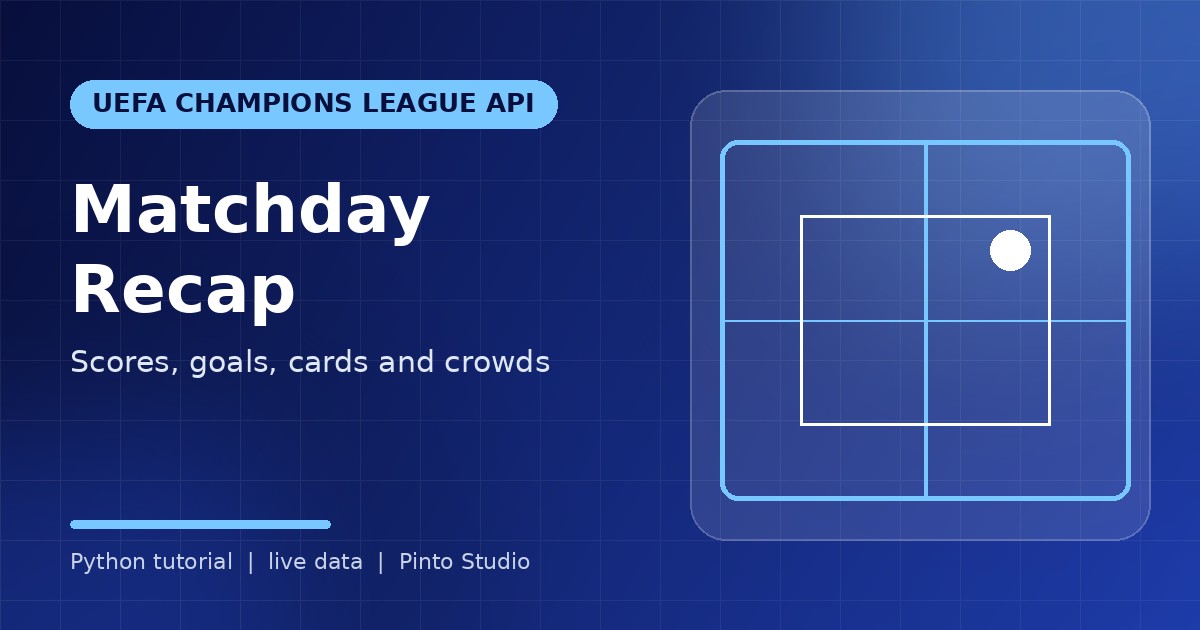 UEFA CHAMPIONS LEAGUE API
Matchday
Recap
Scores, goals, cards and crowds
Python tutorial | live data | Pinto Studio